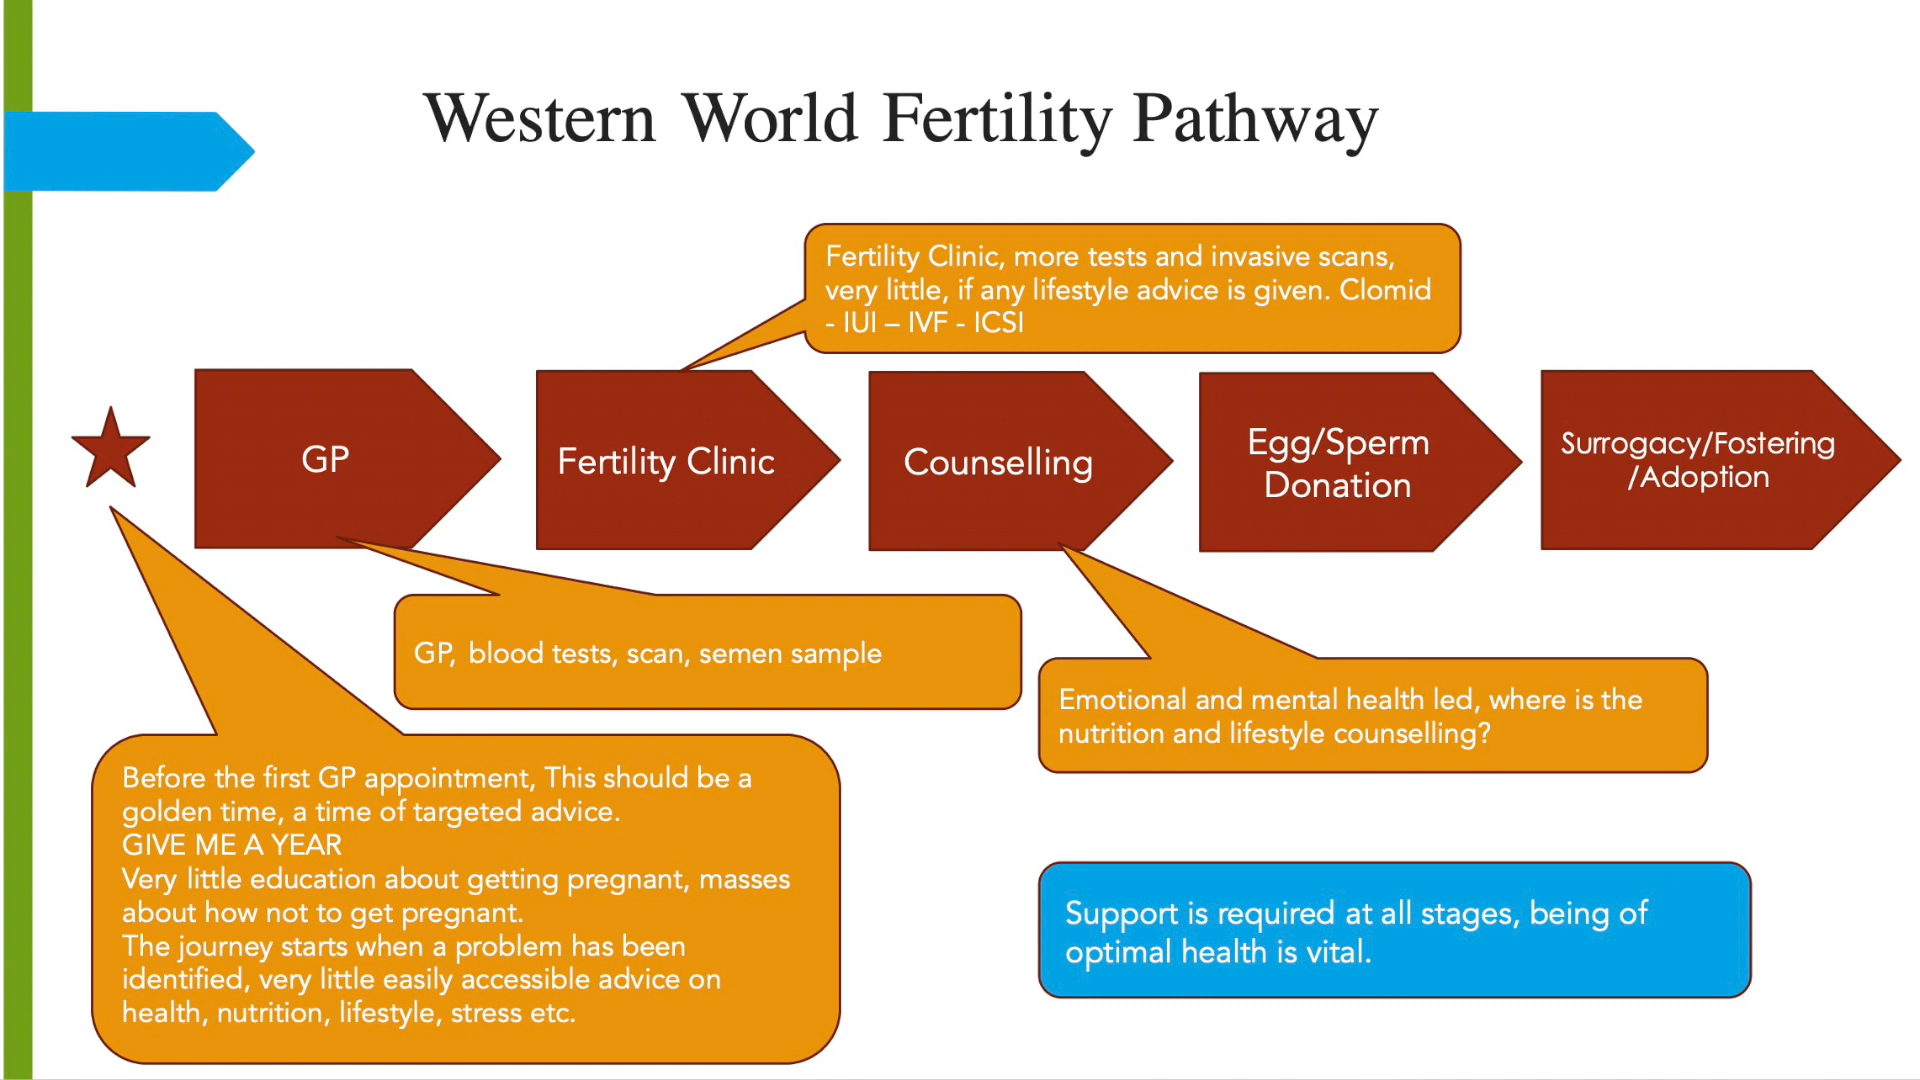 Western World Fertility Pathway
Fertility Clinic, more tests and invasive scans,
very little, if any lifestyle advice is given. Clomid
- IUI – IVF - ICSI
GP
Fertility Clinic
Counselling
Egg/Sperm
Donation
Surrogacy/Fostering
/Adoption
GP, blood tests, scan, semen sample
Emotional and mental health led, where is the
nutrition and lifestyle counselling?
Before the first GP appointment, This should be a
golden time, a time of targeted advice.
GIVE ME A YEAR
Very little education about getting pregnant, masses
about how not to get pregnant.
The journey starts when a problem has been
identified, very little easily accessible advice on
health, nutrition, lifestyle, stress etc.
Support is required at all stages, being of
optimal health is vital.